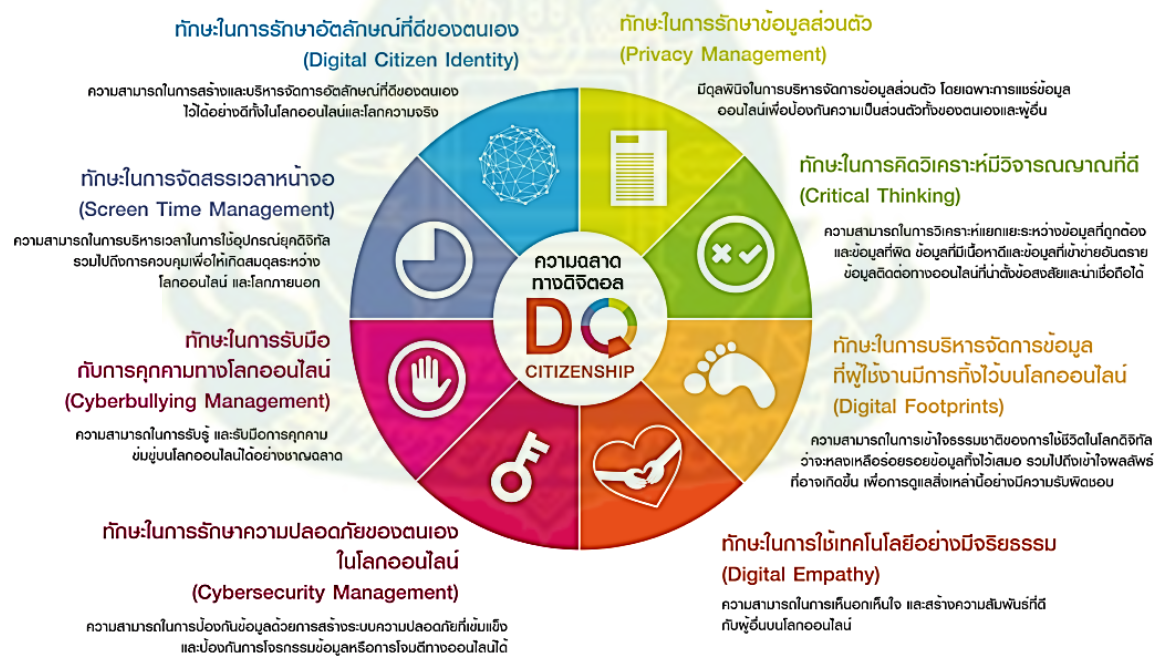 ทักษะในการรักษาอัตลักษณ์ที่ดีของตนเอง
(Digital Citizen Identity)
ความสามารถในการสร้างและบริหารจัดการอัตลักษณ์ที่ดีของตนเอง
ไว้ได้อย่างดีทั้งในโลกออนไลน์และโลกความจริง
ทักษะในการรักษาข้อมูลส่วนตัว
(Privacy Management)
มีดุลพินิจในการบริหารจัดการข้อมูลส่วนตัว โดยเฉพาะการแชร์ข้อมูล
ออนไลน์เพื่อป้องกันความเป็นส่วนตัวทั้งของตนเองและผู้อื่น
ทักษะในการจัดสรรเวลาหน้าจอ
(Screen Time Management)
ความสามารถในการบริหารเวลาในการใช้อุปกรณ์ยุคดิจิทัล
รวมไปถึงการควบคุมเพื่อให้เกิดสมดุลระหว่าง
โลกออนไลน์ และโลกภายนอก
ทักษะในการคิดวิเคราะห์มีวิจารณญาณที่ดี
(Critical Thinking)
ความสามารถในการวิเคราะห์แยกแยะระหว่างข้อมูลที่ถูกต้อง
และข้อมูลที่ผิด ข้อมูลที่มีเนื้อหาดีและข้อมูลที่เข้าข่ายอันตราย
ข้อมูลติดต่อทางออนไลน์ที่น่าตั้งข้อสงสัยและน่าเชื่อถือได้
ความฉลาด
ทางดิจิตอล
DQ
CITIZENSHIP
ทักษะในการรับมือ
กับการคุกคามทางโลกออนไลน์
(Cyberbullying Management)
ความสามารถในการรับรู้ และรับมือการคุกคาม
ข่มขู่บนโลกออนไลน์ได้อย่างชาญฉลาด
ทักษะในการบริหารจัดการข้อมูล
ที่ผู้ใช้งานมีการทิ้งไว้บนโลกออนไลน์
(Digital Footprints)
ความสามารถในการเข้าใจธรรมชาติของการใช้ชีวิตในโลกดิจิทัล
ว่าจะหลงเหลือร่อยรอยข้อมูลทิ้งไว้เสมอ รวมไปถึงเข้าใจผลลัพธ์
ที่อาจเกิดขึ้น เพื่อการดูแลสิ่งเหล่านี้อย่างมีความรับผิดชอบ
ทักษะในการรักษาความปลอดภัยของตนเอง
ในโลกออนไลน์
(Cybersecurity Management)
ความสามารถในการป้องกันข้อมูลด้วยการสร้างระบบความปลอดภัยที่เข้มแข็ง
และป้องกันการโจรกรรมข้อมูลหรือการโจมตีทางออนไลน์ได้
ทักษะในการใช้เทคโนโลยีอย่างมีจริยธรรม
(Digital Empathy)
ความสามารถในการเห็นอกเห็นใจ และสร้างความสัมพันธ์ที่ดี
กับผู้อื่นบนโลกออนไลน์